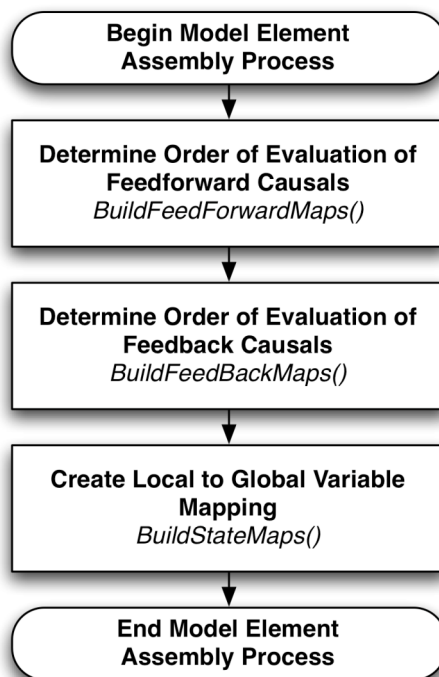 Begin Model Element
Assembly Process
Determine Order of Evaluation of
Feedforward Causals
BuildFeedForwardMaps()
Determine Order of Evaluation of
Feedback Causals
BuildFeedBackMaps()
Create Local to Global Variable
Mapping
BuildStateMaps()
End Model Element
Assembly Process